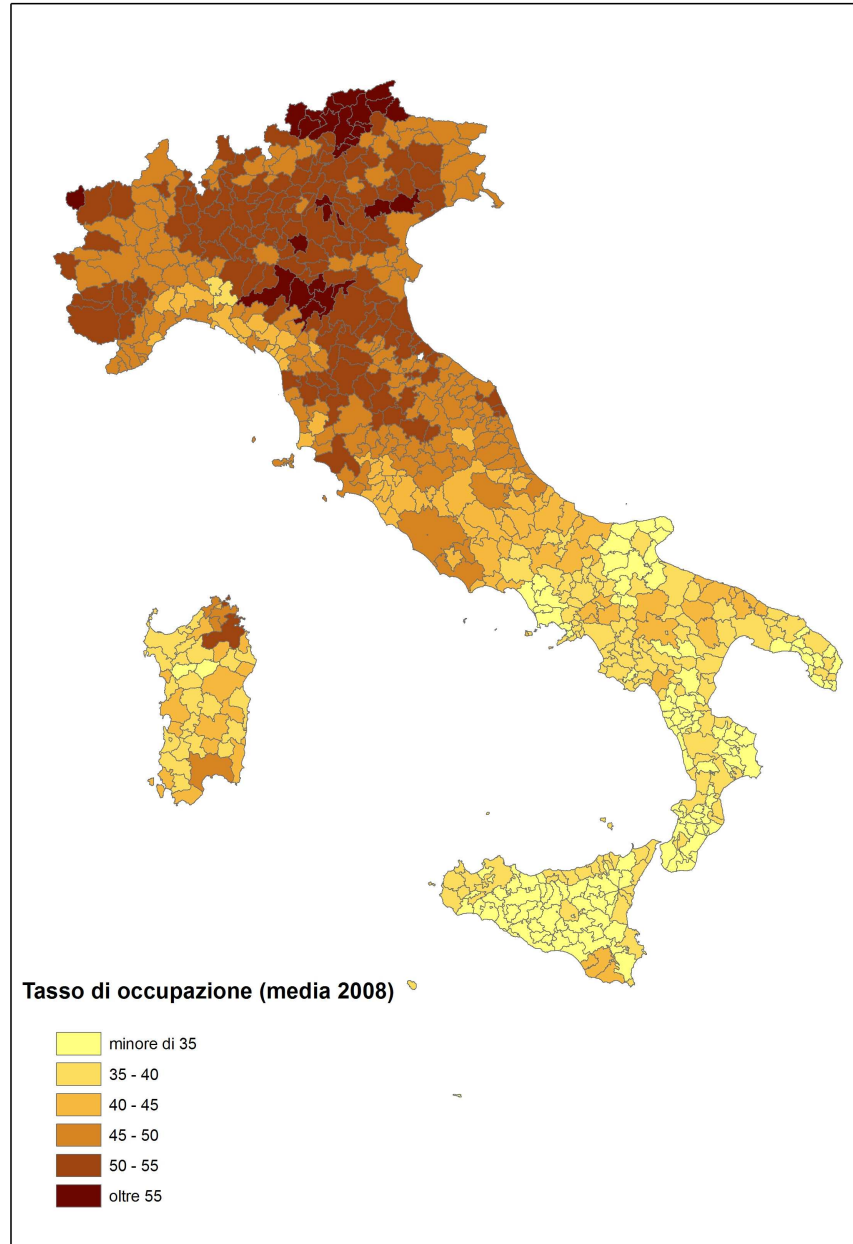 Tasso di occupazione (media 2008)
minore di 35
35 - 40
40 - 45
45 - 50
50 - 55
oltre 55